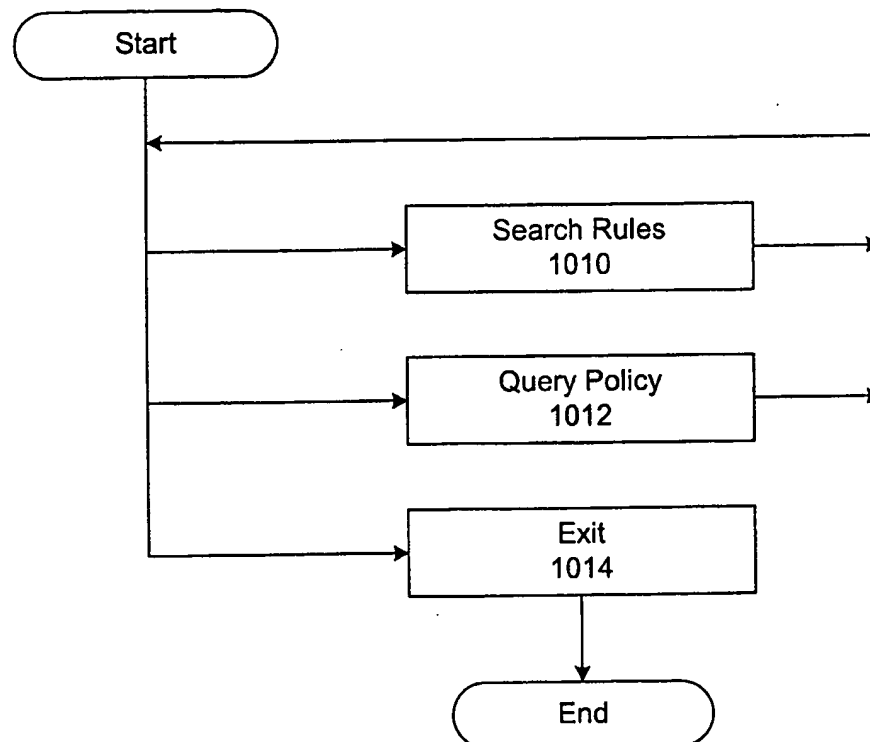 Start
Search Rules
1010
Query Policy
1012
Exit
1014
End